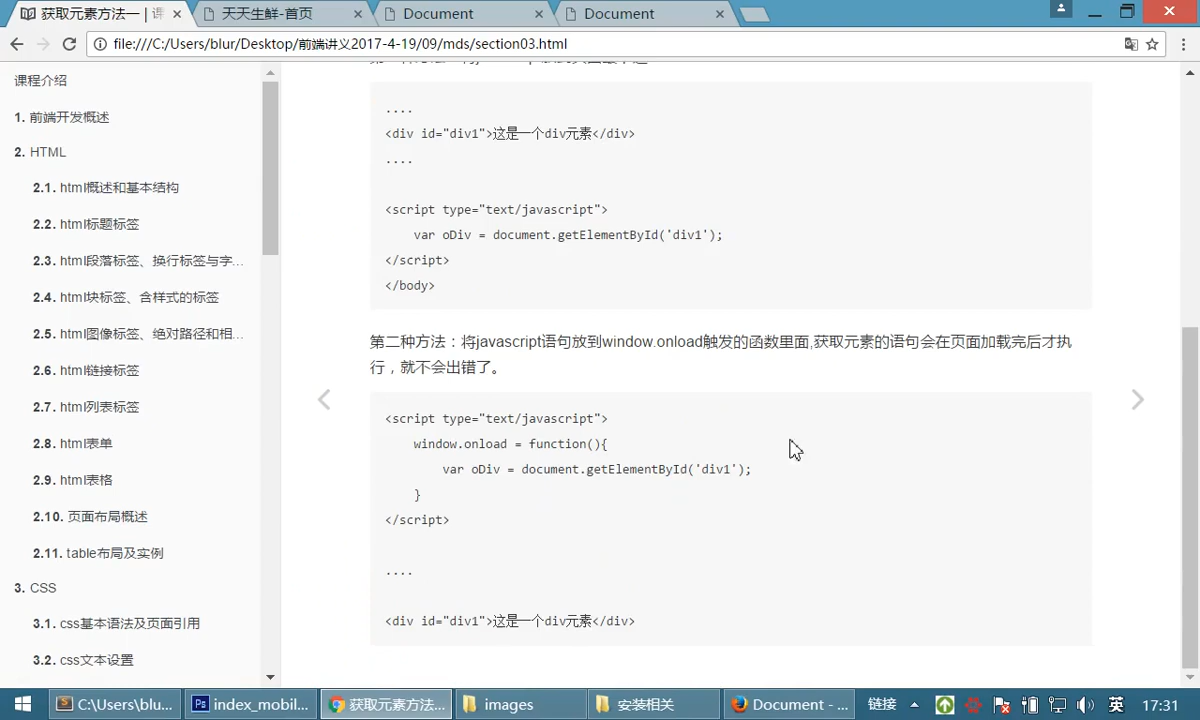 获取元素方法一 | 课
天天生鲜-首页
Document
Document
file:///C:/Users/blur/Desktop/前端讲义2017-4-19/09/mds/section03.html
课程介绍
1. 前端开发概述
2. HTML
2.1. html概述和基本结构
2.2. html标题标签
2.3. html段落标签、换行标签与字...
2.4. html块标签、含样式的标签
2.5. html图像标签、绝对路径和相...
2.6. html链接标签
2.7. html列表标签
2.8. html表单
2.9. html表格
2.10. 页面布局概述
2.11. table布局及实例
3. CSS
3.1. css基本语法及页面引用
3.2. css文本设置
....
<div id="div1">这是一个div元素</div>
....
<script type="text/javascript">
var oDiv = document.getElementById('div1');
</script>
</body>
第二种方法：将javascript语句放到window.onload触发的函数里面,获取元素的语句会在页面加载完后才执
行，就不会出错了。
<script type="text/javascript">
window.onload = function(){
var oDiv = document.getElementById('div1');
}
</script>
....
<div id="div1">这是一个div元素</div>
C:\Users\blu...
Ps index_mobil...
获取元素方法...
images
安装相关
Document - ...
链接
英
17:31